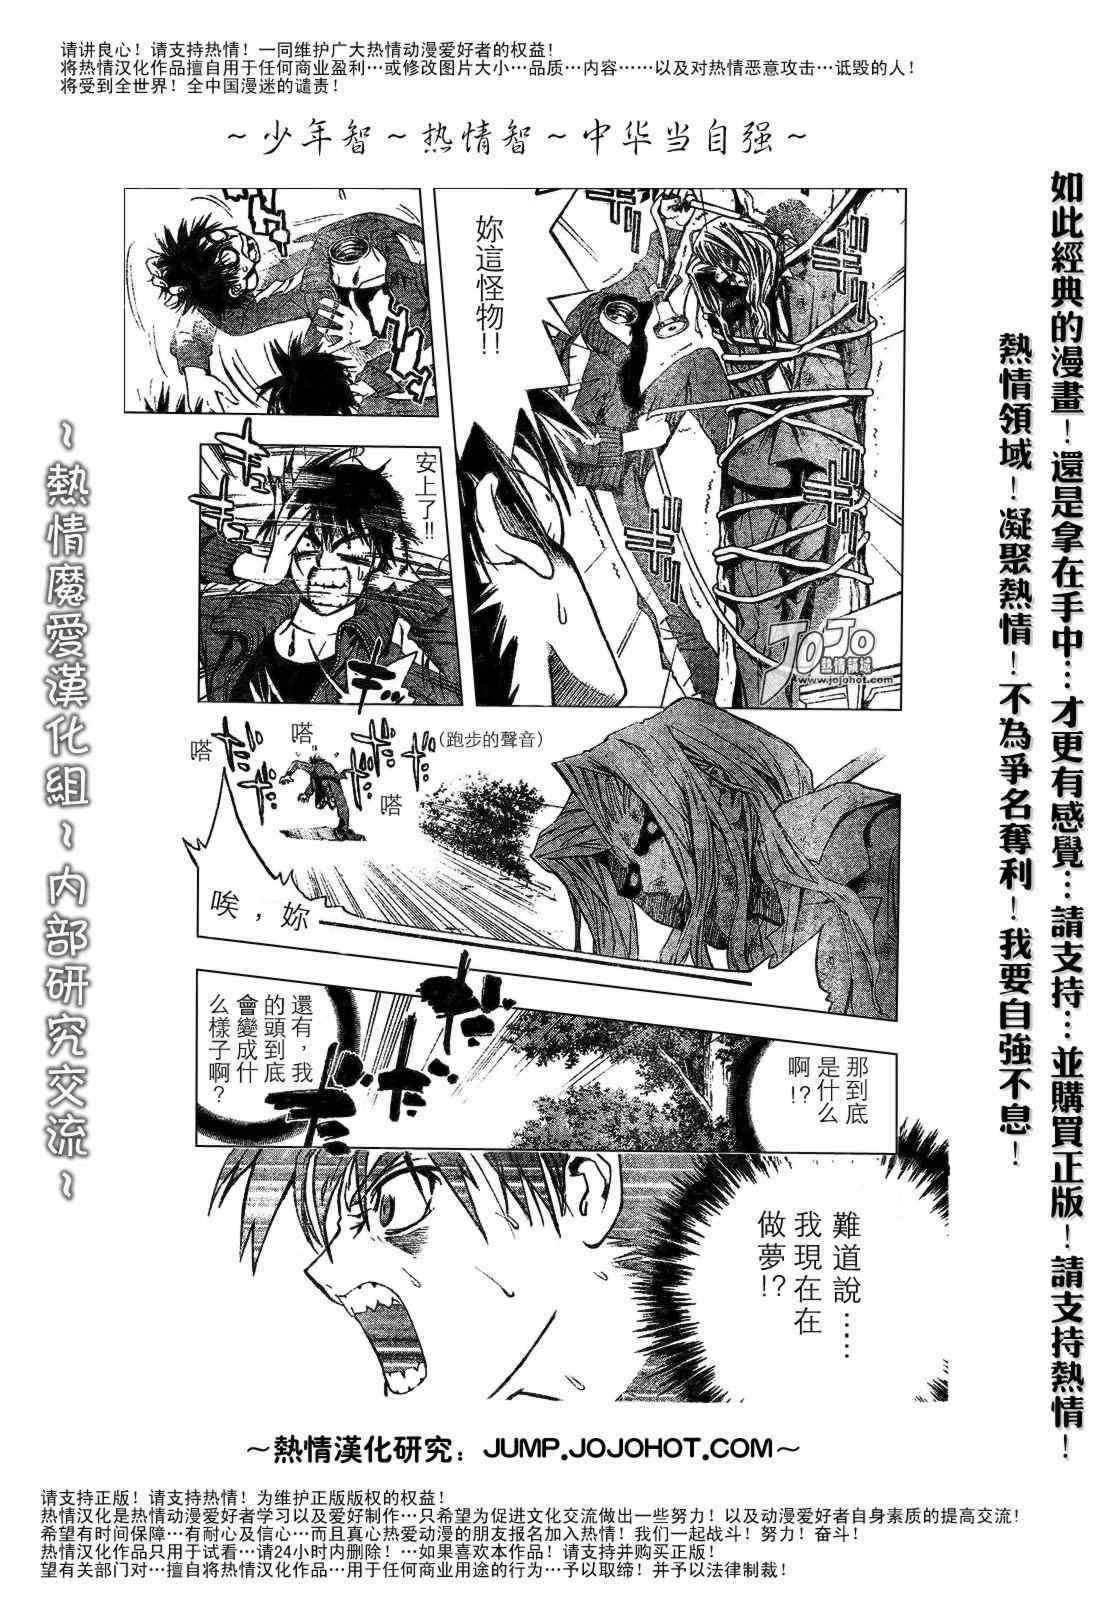 请讲良心！请支持热情！一同维护广大热情动漫爱好者的权益！
将热情汉化作品擅自用于任何商业盈利…或修改图片大小…品质…内容……以及对热情恶意攻击…诋毁的人！
将受到全世界！全中国漫迷的谴责！
～少年智～热情智～中华当自强～
如此經典的漫畫！還是拿在手中…才更有感覺…請支持…並購買正版！請支持熱情！
熱情領域！凝聚熱情！不為爭名奪利！我要自強不息！
妳這怪物!!
安上了!!
JOJO
熱情領域
www.jojohot.com
(跑步的聲音)
嗒
嗒
嗒
唉，妳
那到底
是什么
啊!?
還有，我
的頭到底
會變成什
么樣子啊?
難道說……
我現在在
做夢!?
～熱情魔愛漢化組～内部研究交流～
～熱情漢化研究：JUMP.JOJOHOT.COM～
请支持正版！请支持热情！为维护正版版权的权益！
热情汉化是热情动漫爱好者学习以及爱好制作…只希望为促进文化交流做出一些努力！以及动漫爱好者自身素质的提高交流！
希望有时间保障…有耐心及信心…而且真心热爱动漫的朋友报名加入热情！我们一起战斗！努力！奋斗！
热情汉化作品只用于试看…请24小时内删除！…如果喜欢本作品！请支持并购买正版！
望有关部门对…擅自将热情汉化作品…用于任何商业用途的行为…予以取缔！并予以法律制裁！